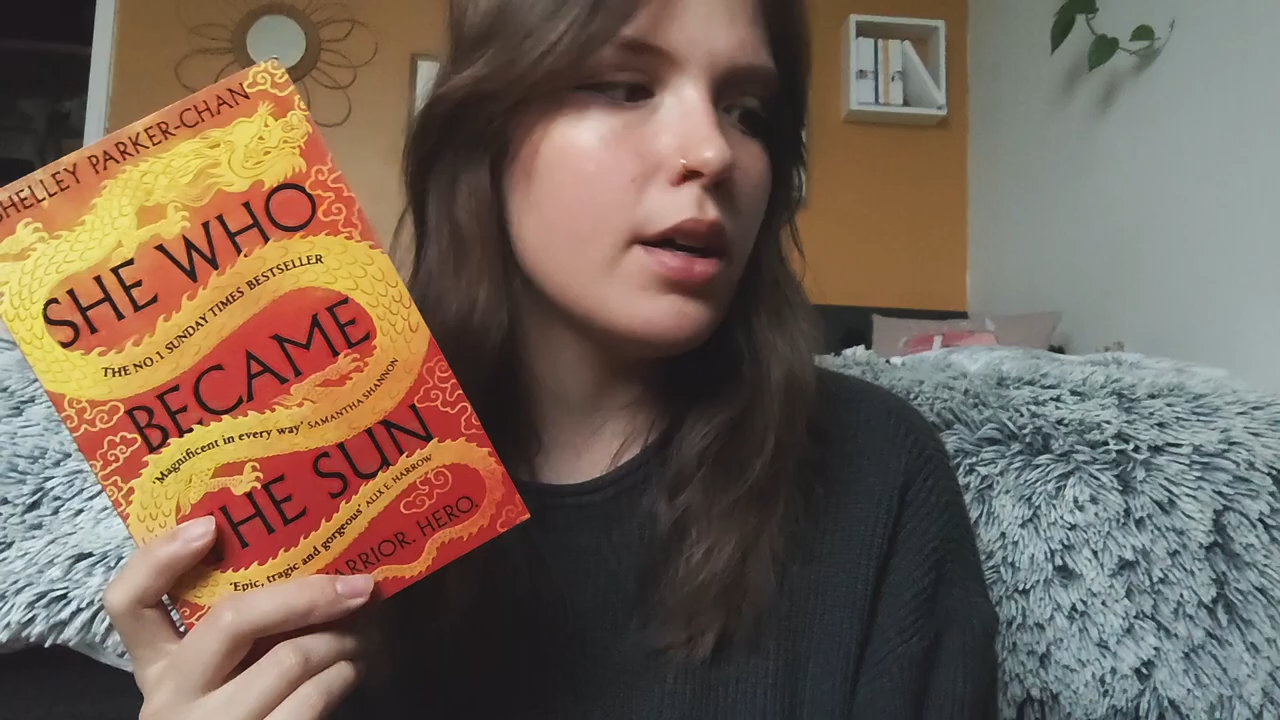 SHELLEY PARKER-CHAN
SHE WHO
THE NO.1 SUNDAY TIMES BESTSELLER
BECAME
'Magnificent in every way' SAMANTHA SHANNON
HE SUN
'Epic, tragic and gorgeous' ALIX E. HARROW
ARRIOR. HERO.